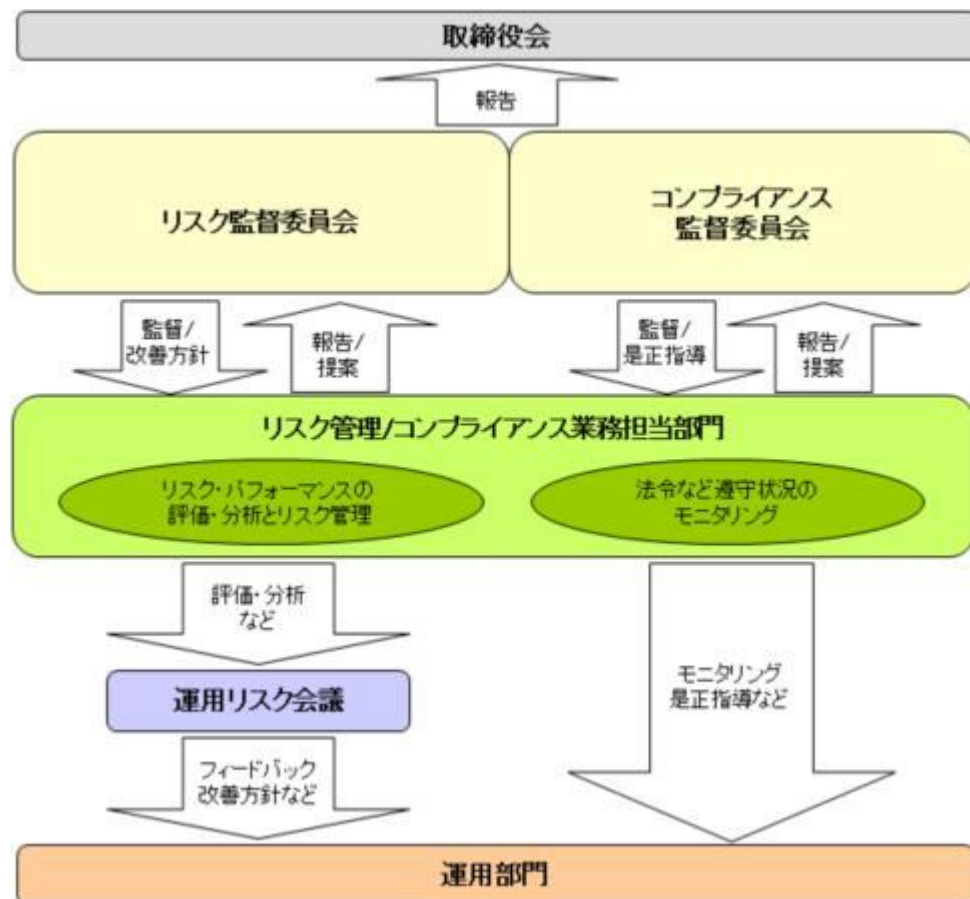 取締役会
報告
リスク監督委員会
コンプライアンス
監督委員会
監督/
改善方針
報告/
提案
監督/
是正指導
報告/
提案
リスク管理/コンプライアンス業務担当部門
リスク・パフォーマンスの
評価・分析とリスク管理
法令など遵守状況の
モニタリング
評価・分析
など
運用リスク会議
モニタリング
是正指導など
フィードバック
改善方針など
運用部門